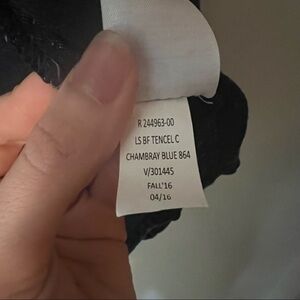 R 244963-00
LS BF TENCEL C
CHAMBRAY BLUE 864
V/301445
FALL'16
04/16